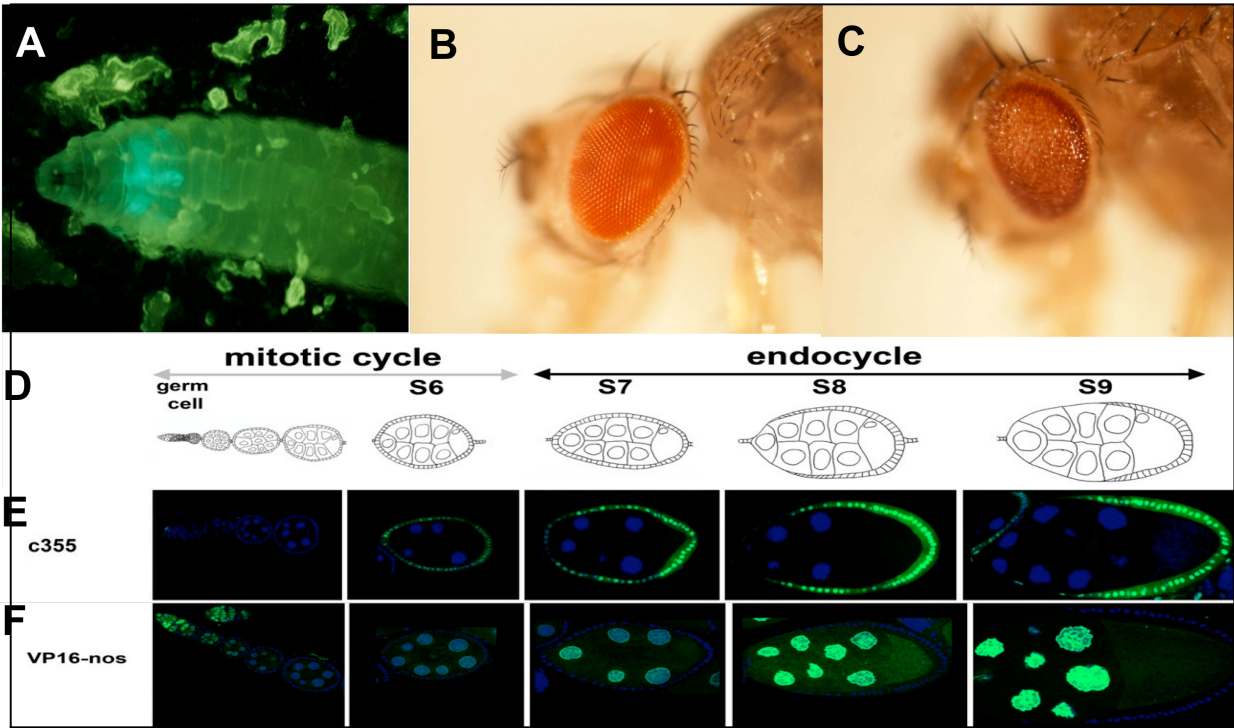 A
B
C
mitotic cycle
endocycle
D
germ
cell
S6
S7
S8
S9
E
c355
F
VP16-nos